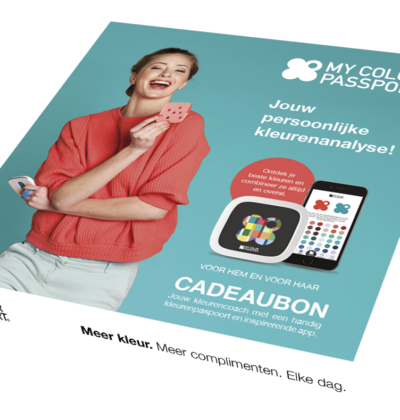 MY COLO
PASSPO
Jouw
persoonlijke
kleurenanalyse!
Ontdek je
beste kleuren en
combineer ze altijd
en overal.
VOOR HEM EN VOOR HAAR
CADEAUBON
Jouw kleurencoach met een handig
kleurenpaspoort en inspirerende app.
Meer kleur. Meer complimenten. Elke dag.